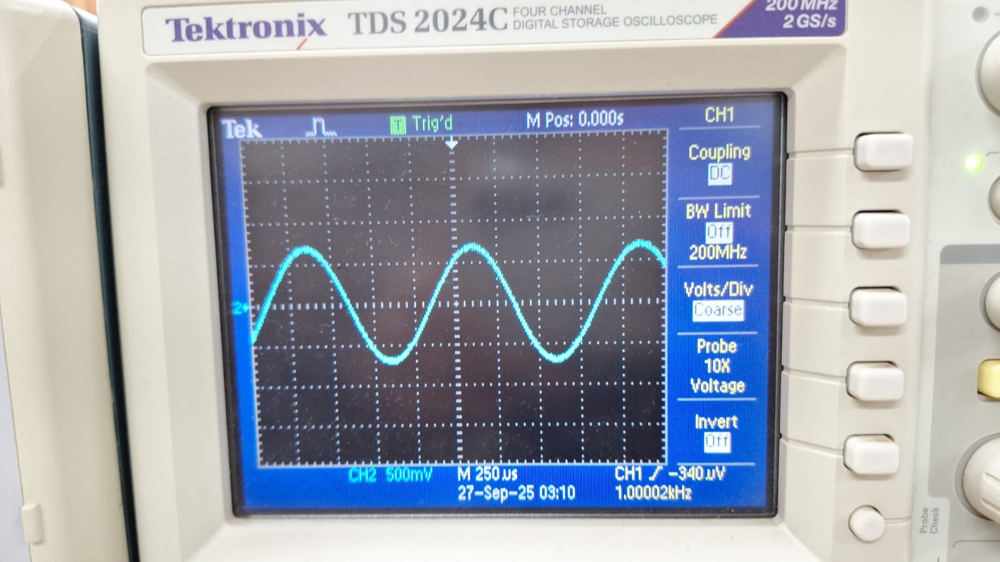 Tektronix TDS 2024C FOUR CHANNEL
DIGITAL STORAGE OSCILLOSCOPE
200 MHz
2 GS/s
Tek Trig'd M Pos: 0.000s
CH1
Coupling
DC
BW Limit
Off
200MHz
Volts/Div
Coarse
Probe
10X
Voltage
Invert
Off
2
CH2 500mV M 250µs CH1 -340µV
27-Sep-25 03:10 1.00002kHz
Probe
Check